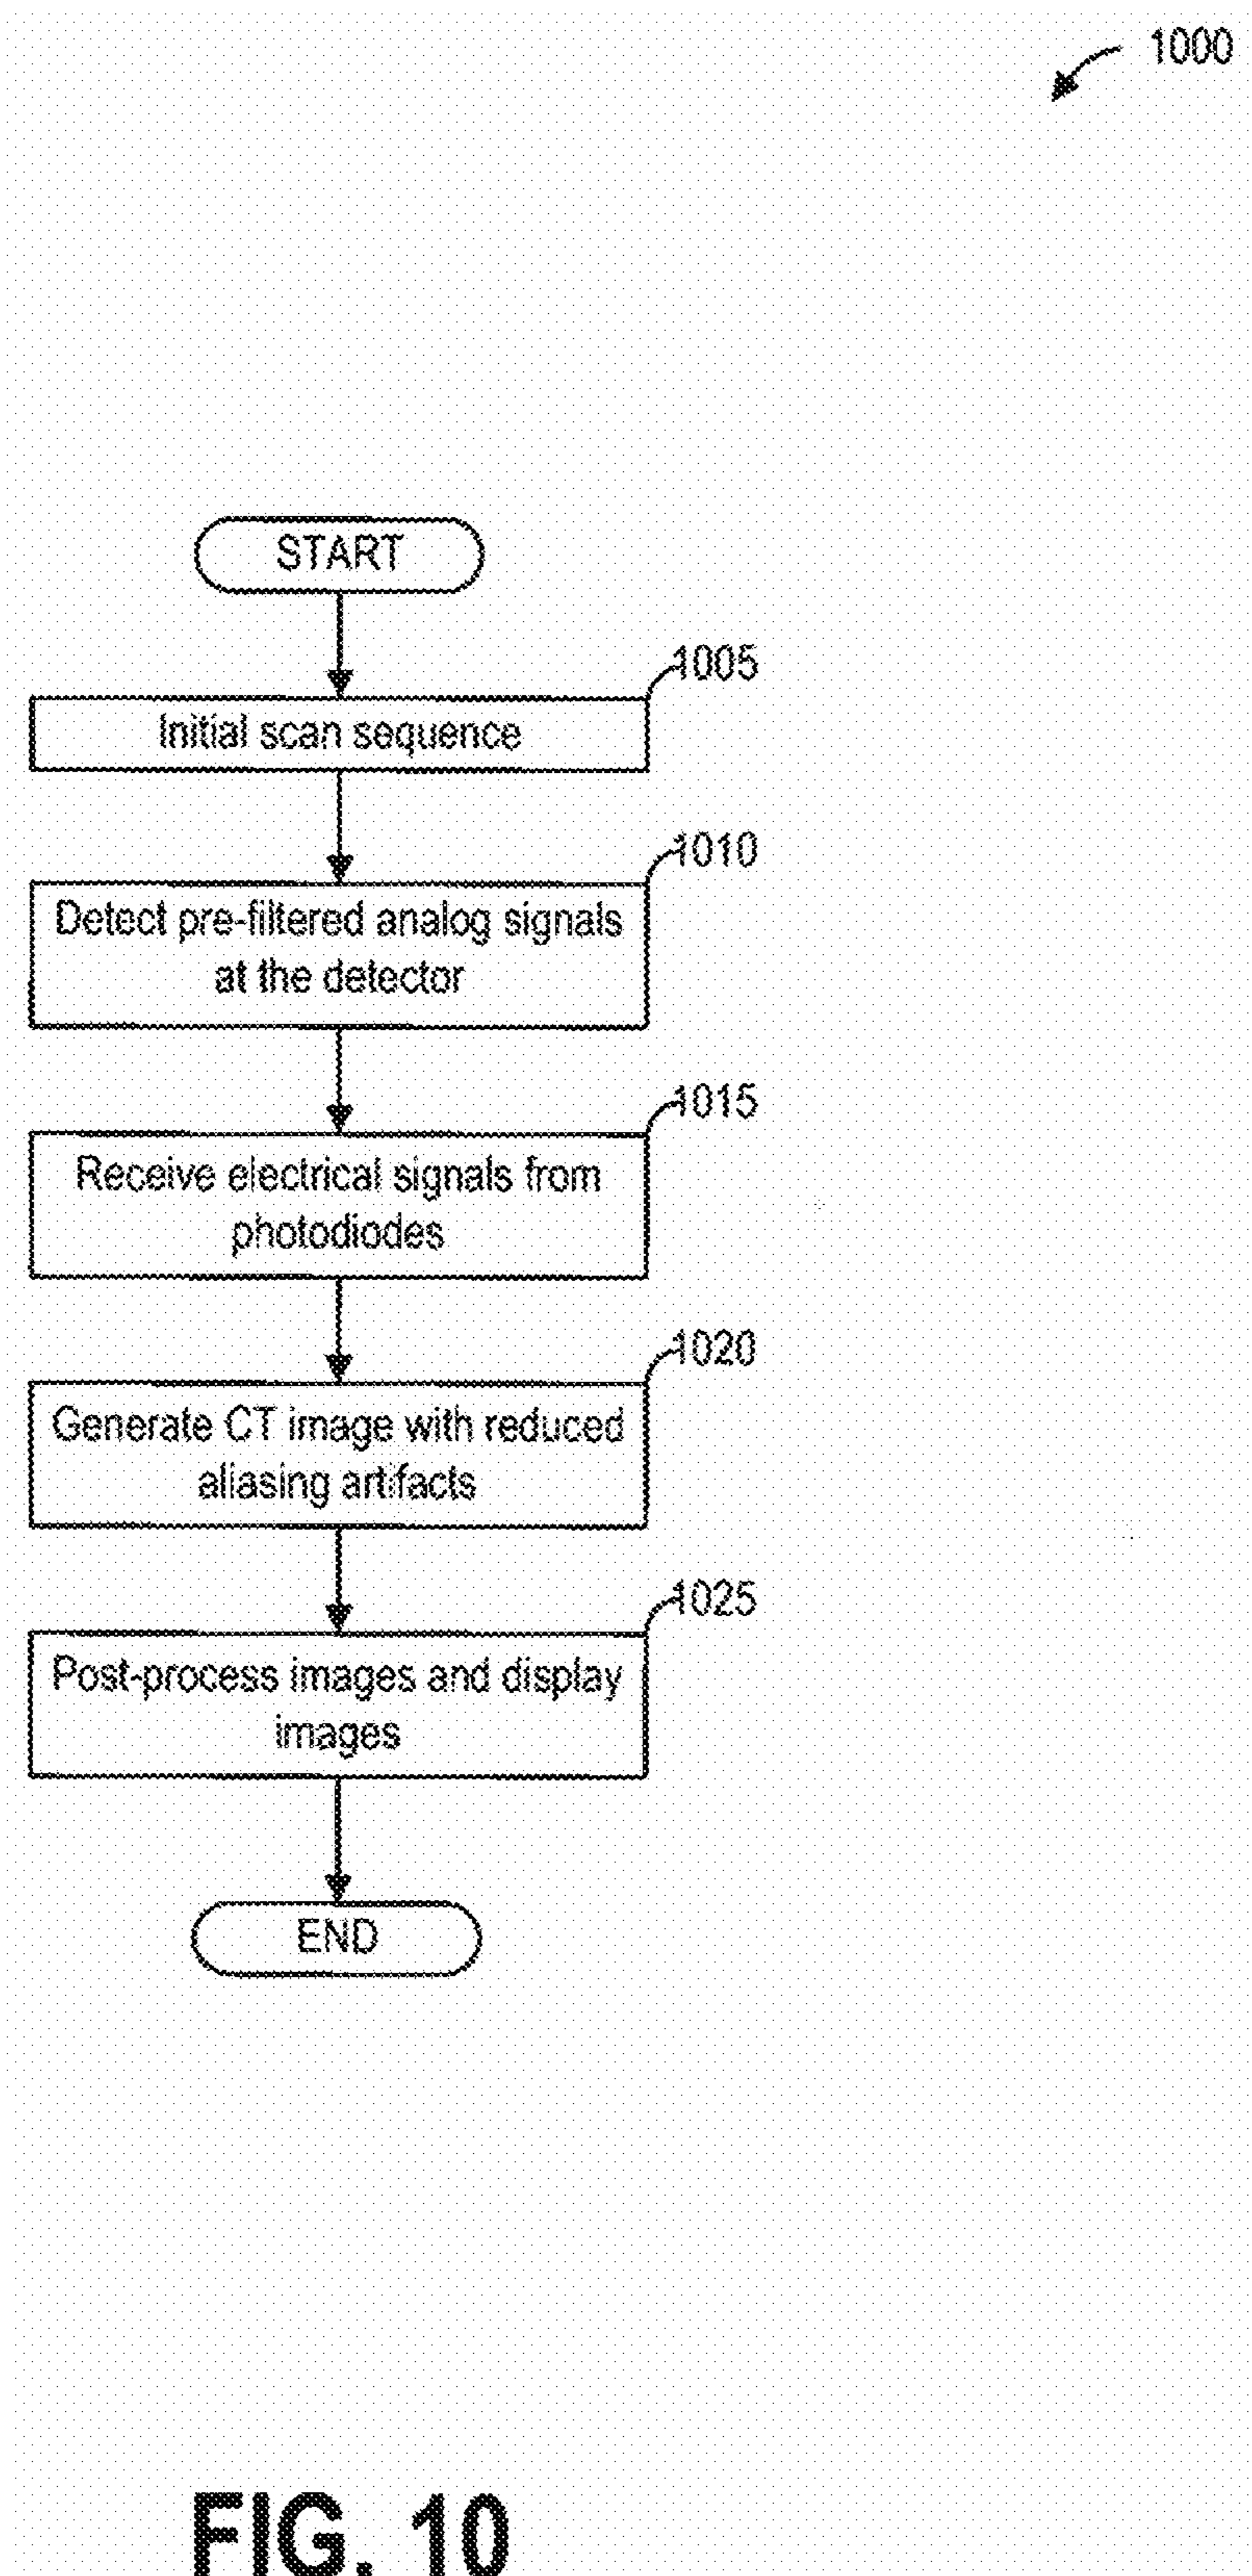 1000
START
1005
Initial scan sequence
1010
Detect pre-filtered analog signals
at the detector
1015
Receive electrical signals from
photodiodes
1020
Generate CT image with reduced
aliasing artifacts
1025
Post-process images and display
images
END
FIG. 10